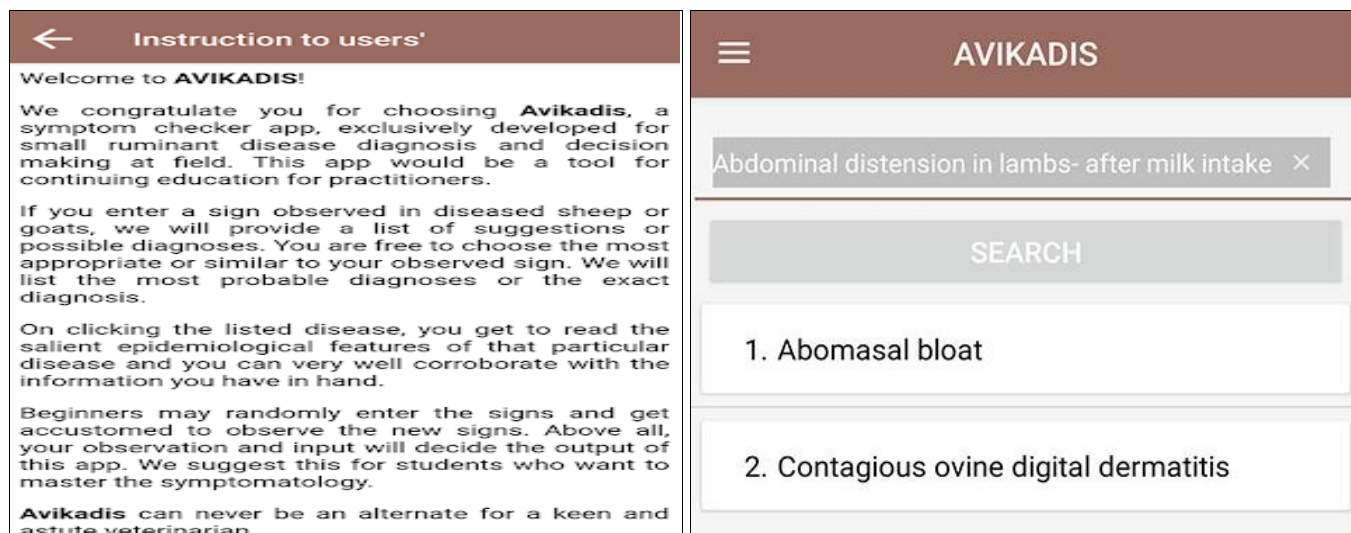 Instruction to users'
Welcome to AVIKADIS!
We congratulate you for choosing Avikadis, a
symptom checker app, exclusively developed for
small ruminant disease diagnosis and decision
making at field. This app would be a tool for
continuing education for practitioners.
If you enter a sign observed in diseased sheep or
goats, we will provide a list of suggestions or
possible diagnoses. You are free to choose the most
appropriate or similar to your observed sign. We will
list the most probable diagnoses or the exact
diagnosis.
On clicking the listed disease, you get to read the
salient epidemiological features of that particular
disease and you can very well corroborate with the
information you have in hand.
Beginners may randomly enter the signs and get
accustomed to observe the new signs. Above all,
your observation and input will decide the output of
this app. We suggest this for students who want to
master the symptomatology.
Avikadis can never be an alternate for a keen and
astute veterinarian
AVIKADIS
Abdominal distension in lambs- after milk intake ×
SEARCH
1. Abomasal bloat
2. Contagious ovine digital dermatitis